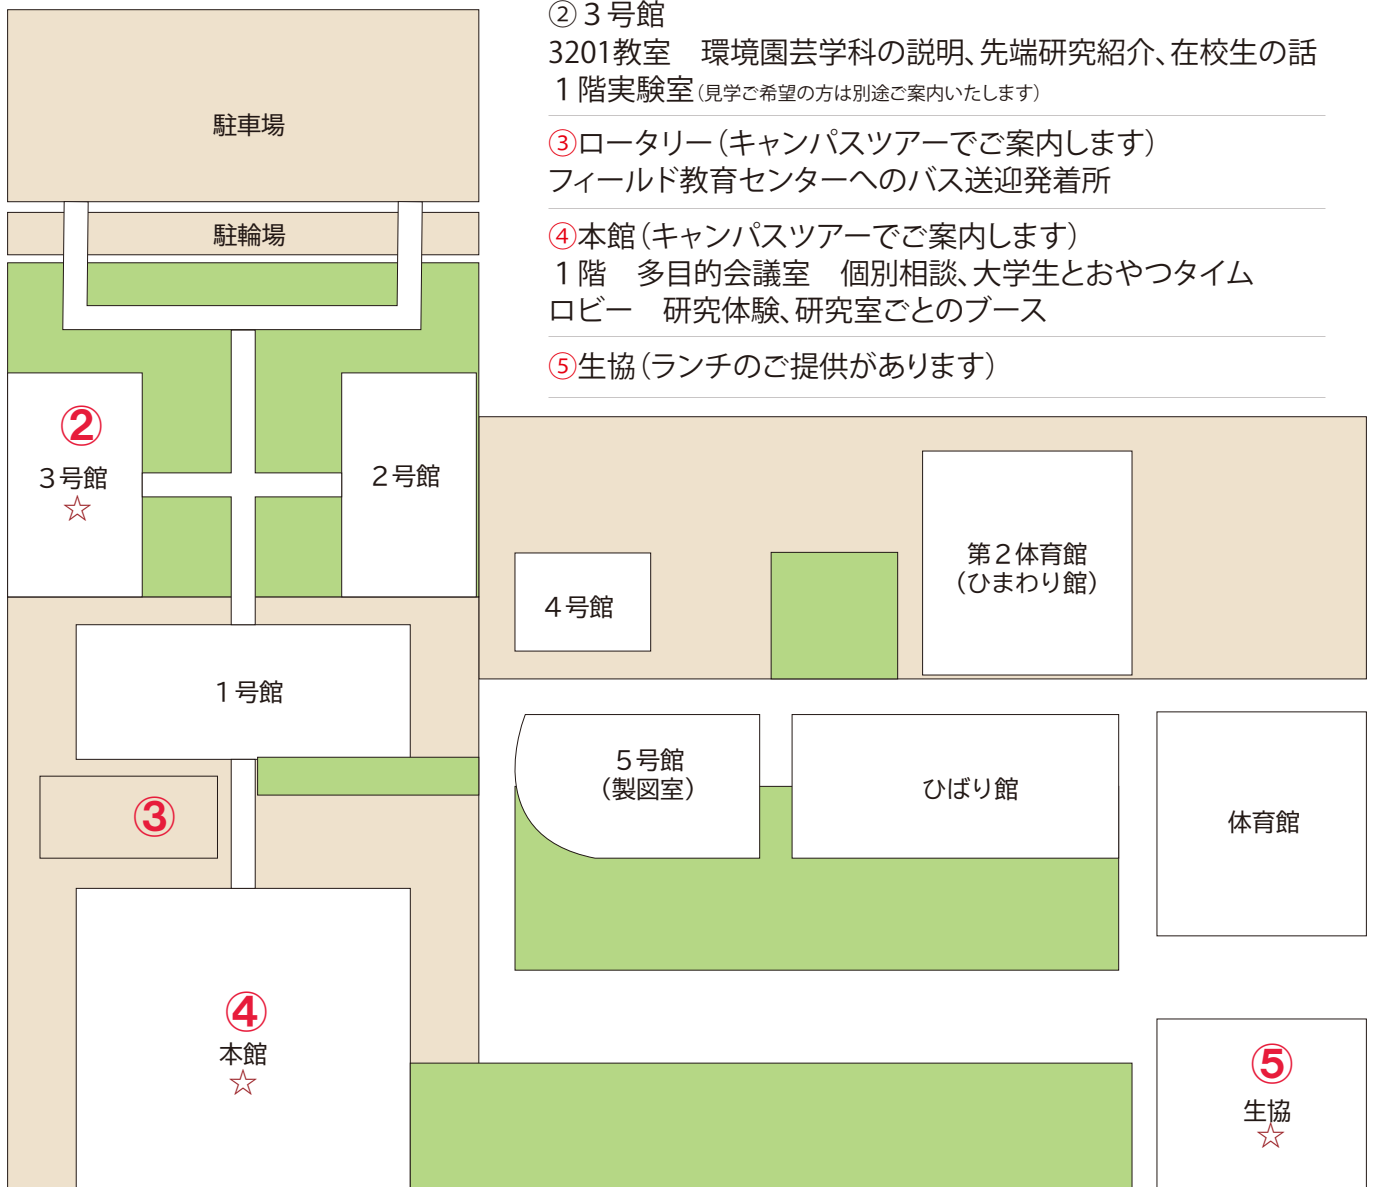 ②３号館
3201教室　環境園芸学科の説明、先端研究紹介、在校生の話
１階実験室（見学ご希望の方は別途ご案内いたします）
③ロータリー（キャンパスツアーでご案内します）
フィールド教育センターへのバス送迎発着所
④本館（キャンパスツアーでご案内します）
１階　多目的会議室　個別相談、大学生とおやつタイム
ロビー　研究体験、研究室ごとのブース
⑤生協（ランチのご提供があります）
駐車場
駐輪場
②
３号館
☆
２号館
４号館
第２体育館
（ひまわり館）
１号館
５号館
（製図室）
ひばり館
体育館
③
④
本館
☆
⑤
生協
☆